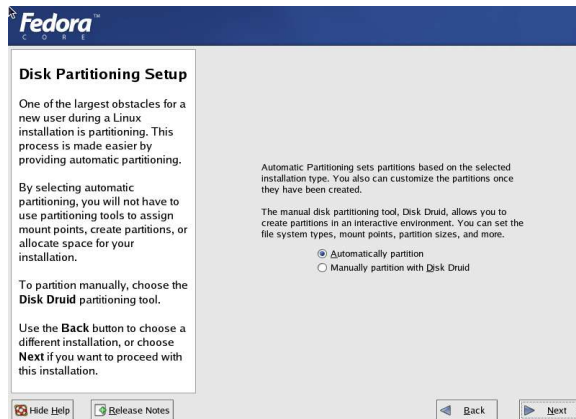 Fedora™
CORE
Disk Partitioning Setup
One of the largest obstacles for a
new user during a Linux
installation is partitioning. This
process is made easier by
providing automatic partitioning.
By selecting automatic
partitioning, you will not have to
use partitioning tools to assign
mount points, create partitions, or
allocate space for your
installation.
To partition manually, choose the
Disk Druid partitioning tool.
Use the Back button to choose a
different installation, or choose
Next if you want to proceed with
this installation.
Automatic Partitioning sets partitions based on the selected
installation type. You also can customize the partitions once
they have been created.
The manual disk partitioning tool, Disk Druid, allows you to
create partitions in an interactive environment. You can set the
file system types, mount points, partition sizes, and more.
Automatically partition
Manually partition with Disk Druid
Hide Help
Release Notes
Back
Next